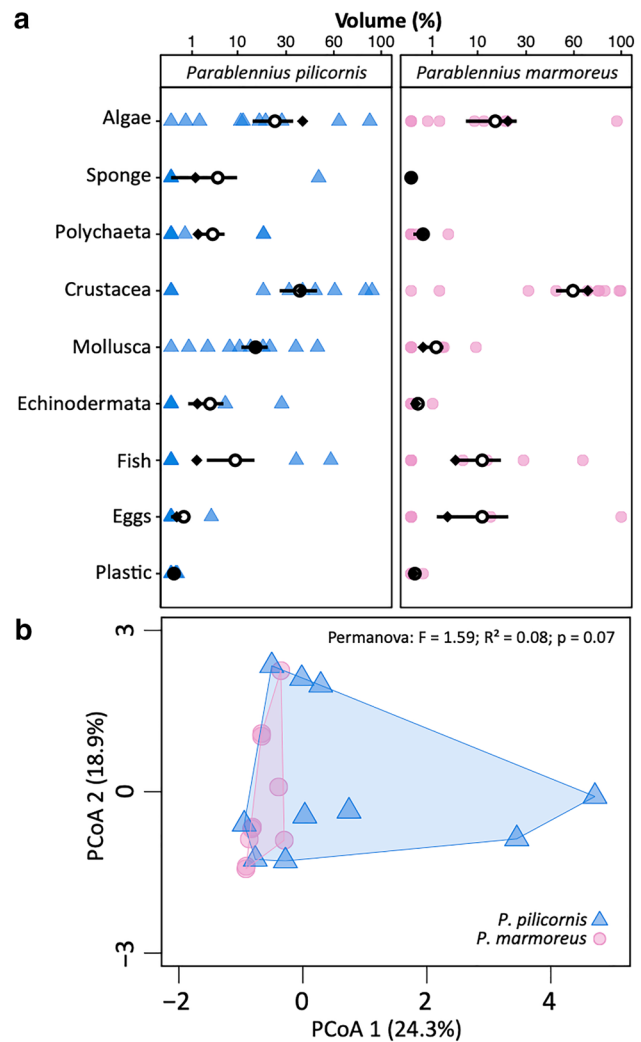 a
Volume (%)
1 10 30 60 100 1 10 30 60 100
Parablennius pilicornis Parablennius marmoreus
Algae
Sponge
Polychaeta
Crustacea
Mollusca
Echinodermata
Fish
Eggs
Plastic
b
Permanova: F = 1.59; R² = 0.08; p = 0.07
3
0
−3
PCoA 2 (18.9%)
P. pilicornis
P. marmoreus
−2 0 2 4
PCoA 1 (24.3%)